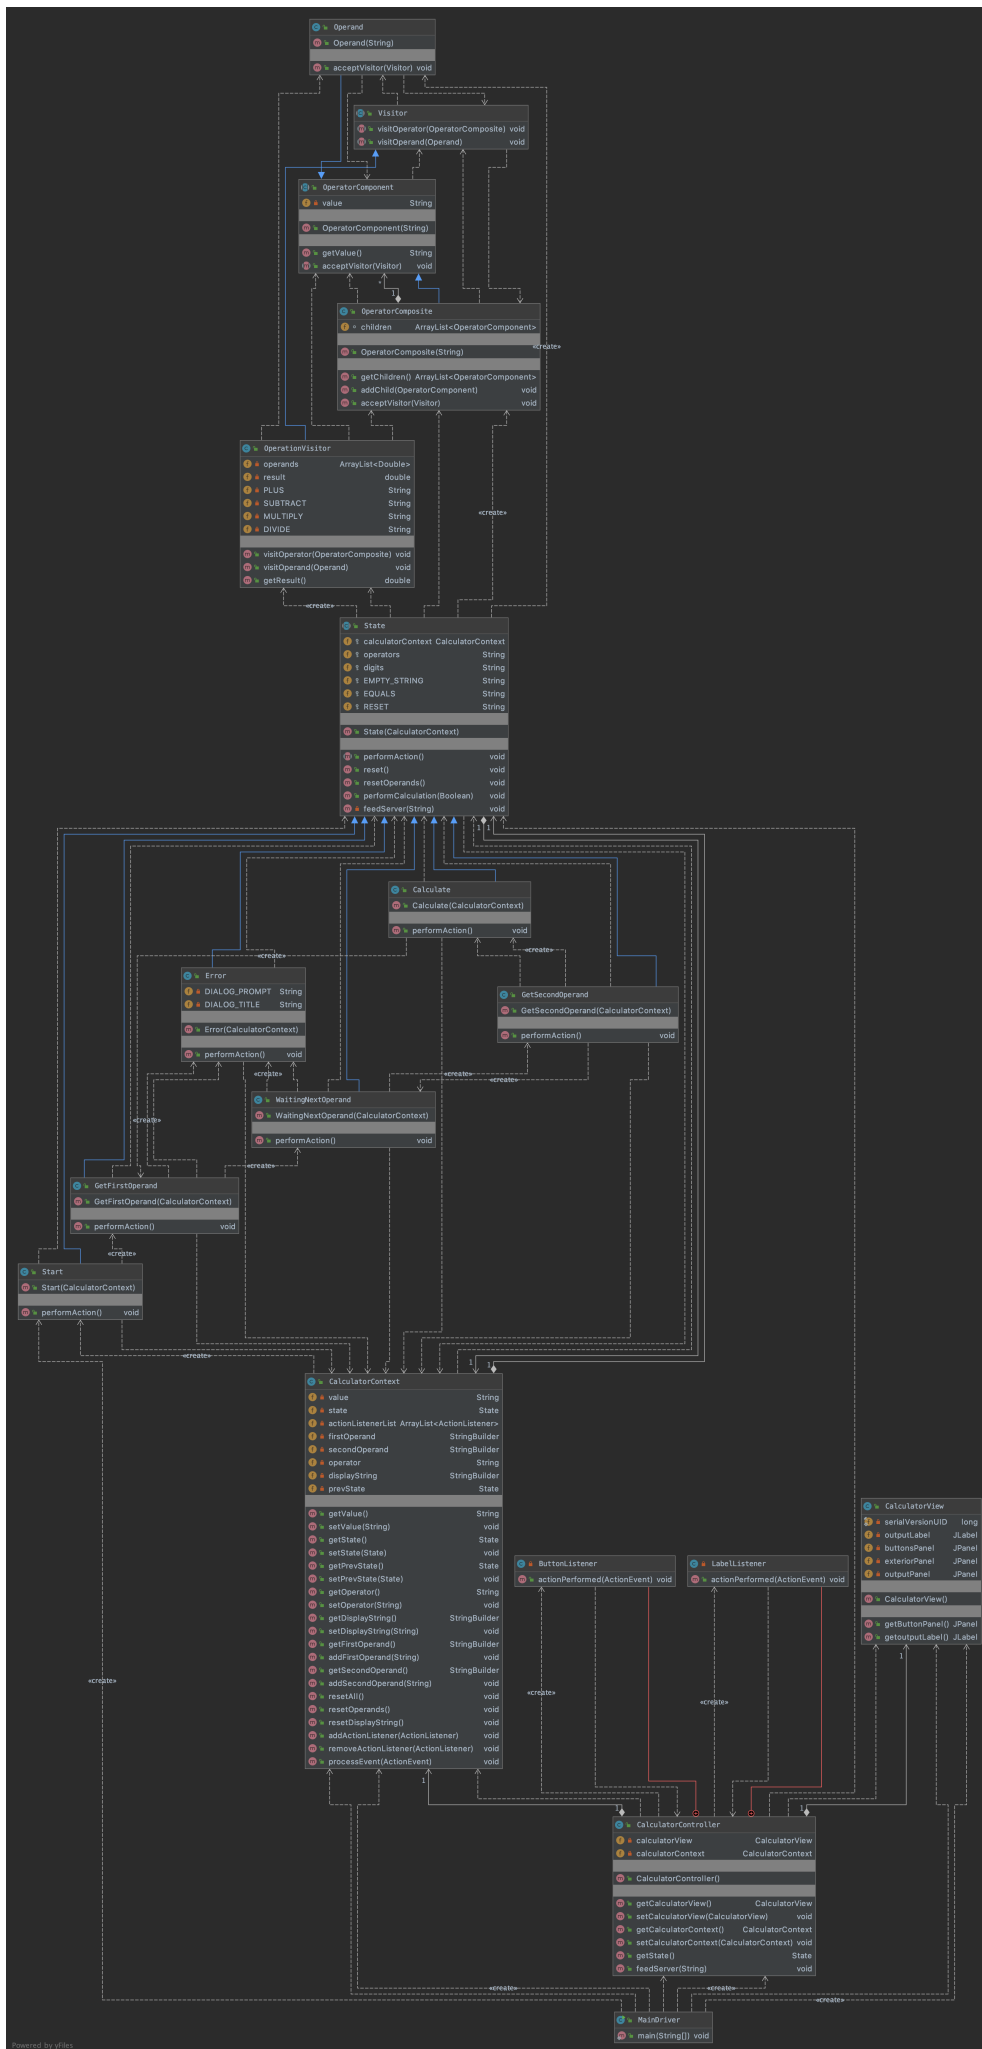 Operand
Operand(String)
acceptVisitor(Visitor) void
Visitor
visitOperator(OperatorComposite) void
visitOperand(Operand) void
OperatorComponent
value String
OperatorComponent(String)
getValue() String
acceptVisitor(Visitor) void
*
1
OperatorComposite
children ArrayList<OperatorComponent>
«create»
OperatorComposite(String)
getChildren() ArrayList<OperatorComponent>
addChild(OperatorComponent) void
acceptVisitor(Visitor) void
OperationVisitor
operands ArrayList<Double>
result double
PLUS String
SUBTRACT String
MULTIPLY String
DIVIDE String
«create»
visitOperator(OperatorComposite) void
visitOperand(Operand) void
getResult() double
«create»
State
calculatorContext CalculatorContext
operators String
digits String
EMPTY_STRING String
EQUALS String
RESET String
State(CalculatorContext)
performAction() void
reset() void
resetOperands() void
performCalculation(Boolean) void
feedServer(String) void
1 1
Calculate
Calculate(CalculatorContext)
performAction() void
«create»
«create»
Error
DIALOG_PROMPT String
DIALOG_TITLE String
Error(CalculatorContext)
performAction() void
GetSecondOperand
GetSecondOperand(CalculatorContext)
performAction() void
«create» «create»
«create»
WaitingNextOperand
WaitingNextOperand(CalculatorContext)
performAction() void
«create»
«create»
GetFirstOperand
GetFirstOperand(CalculatorContext)
performAction() void
«create»
Start
Start(CalculatorContext)
performAction() void
«create»
1 1
CalculatorContext
value String
state State
actionListenerList ArrayList<ActionListener>
firstOperand StringBuilder
secondOperand StringBuilder
operator String
displayString StringBuilder
prevState State
getValue() String
setValue(String) void
getState() State
setState(State) void
getPrevState() State
setPrevState(State) void
getOperator() String
setOperator(String) void
getDisplayString() StringBuilder
setDisplayString(String) void
getFirstOperand() StringBuilder
addFirstOperand(String) void
getSecondOperand() StringBuilder
addSecondOperand(String) void
resetAll() void
resetOperands() void
resetDisplayString() void
addActionListener(ActionListener) void
removeActionListener(ActionListener) void
processEvent(ActionEvent) void
CalculatorView
serialVersionUID long
outputLabel JLabel
buttonsPanel JPanel
exteriorPanel JPanel
outputPanel JPanel
CalculatorView()
getButtonPanel() JPanel
getoutputLabel() JLabel
ButtonListener
actionPerformed(ActionEvent) void
LabelListener
actionPerformed(ActionEvent) void
1
«create»
«create»
«create»
1
1 1
CalculatorController
calculatorView CalculatorView
calculatorContext CalculatorContext
CalculatorController()
getCalculatorView() CalculatorView
setCalculatorView(CalculatorView) void
getCalculatorContext() CalculatorContext
setCalculatorContext(CalculatorContext) void
getState() State
feedServer(String) void
«create» «create»
«create»
MainDriver
main(String[]) void
Powered by yFiles